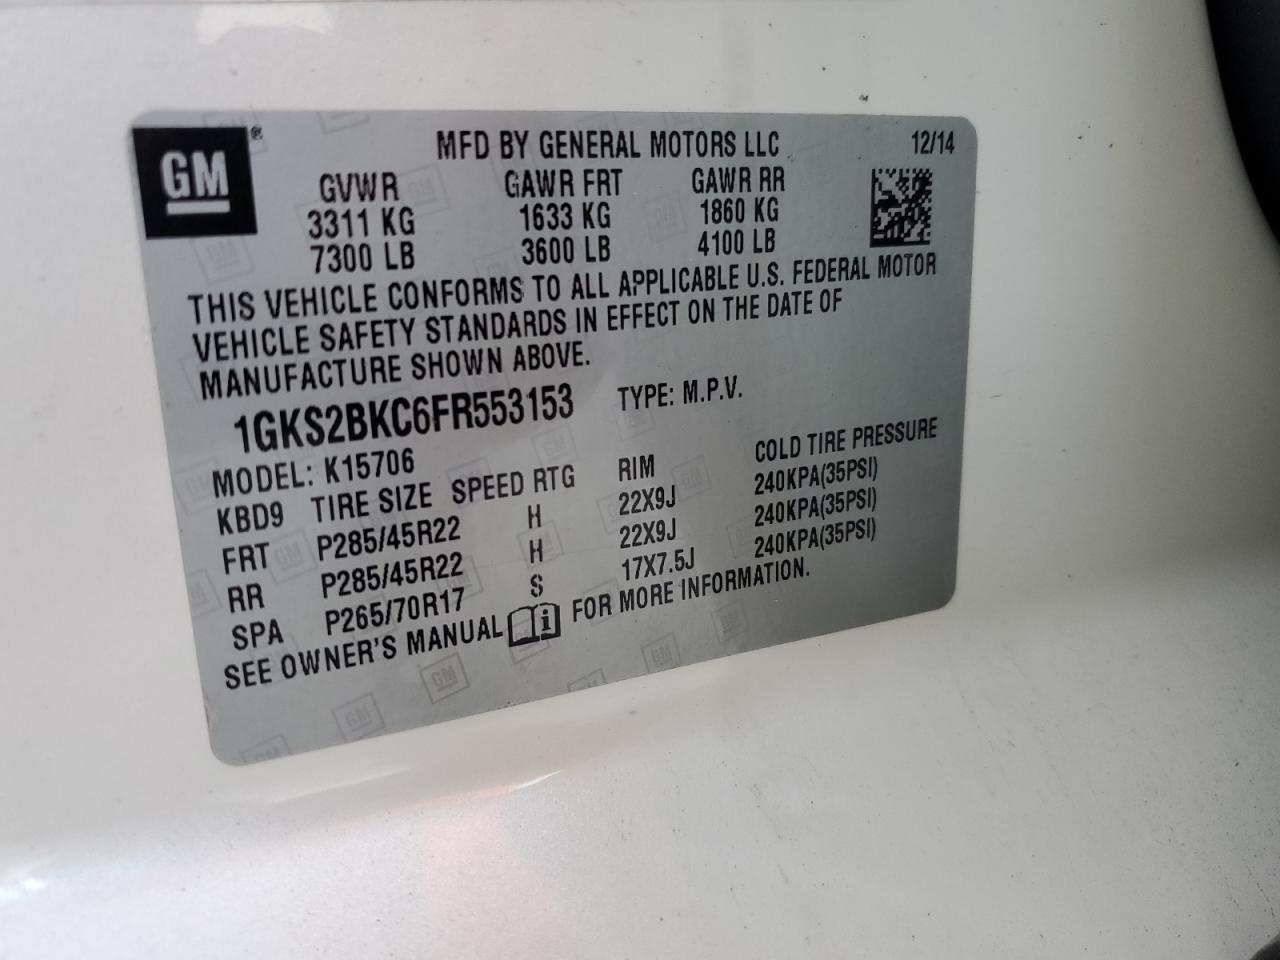 GM ® MFD BY GENERAL MOTORS LLC 12/14
GVWR GAWR FRT GAWR RR
3311 KG 1633 KG 1860 KG
7300 LB 3600 LB 4100 LB
THIS VEHICLE CONFORMS TO ALL APPLICABLE U.S. FEDERAL MOTOR
VEHICLE SAFETY STANDARDS IN EFFECT ON THE DATE OF
MANUFACTURE SHOWN ABOVE.
1GKS2BKC6FR553153 TYPE: M.P.V.
MODEL: K15706
KBD9 TIRE SIZE SPEED RTG RIM COLD TIRE PRESSURE
FRT P285/45R22 H 22X9J 240KPA(35PSI)
RR P285/45R22 H 22X9J 240KPA(35PSI)
SPA P265/70R17 S 17X7.5J 240KPA(35PSI)
SEE OWNER'S MANUAL i FOR MORE INFORMATION.